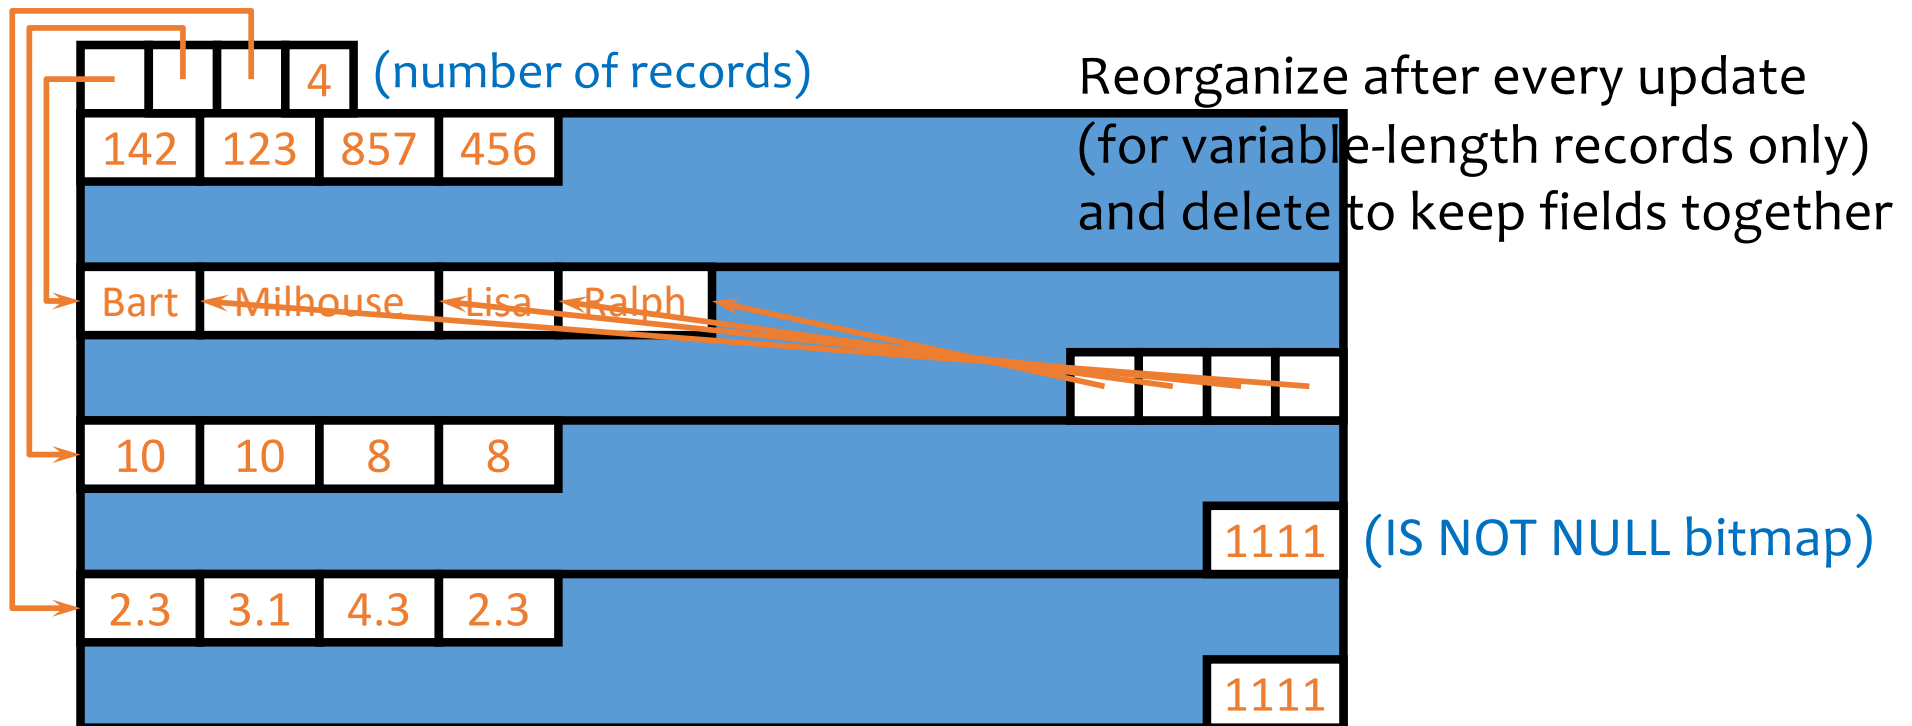 4 (number of records)
Reorganize after every update
(for variable-length records only)
and delete to keep fields together
142 123 857 456
Bart Milhouse Lisa Ralph
10 10 8 8
1111 (IS NOT NULL bitmap)
2.3 3.1 4.3 2.3
1111